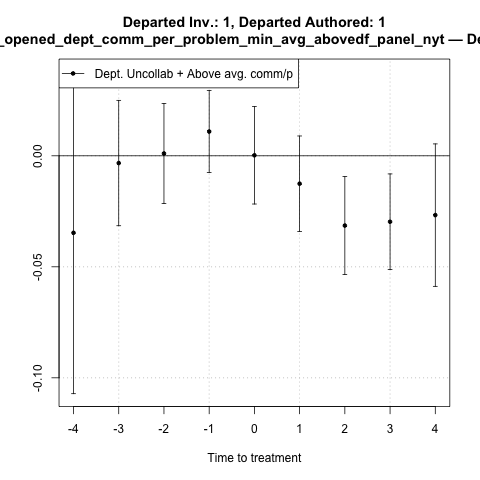 Departed Inv.: 1, Departed Authored: 1
_opened_dept_comm_per_problem_min_avg_abovedf_panel_nyt — De
Dept. Uncollab + Above avg. comm/p
0.00
-0.05
-0.10
-4 -3 -2 -1 0 1 2 3 4
Time to treatment